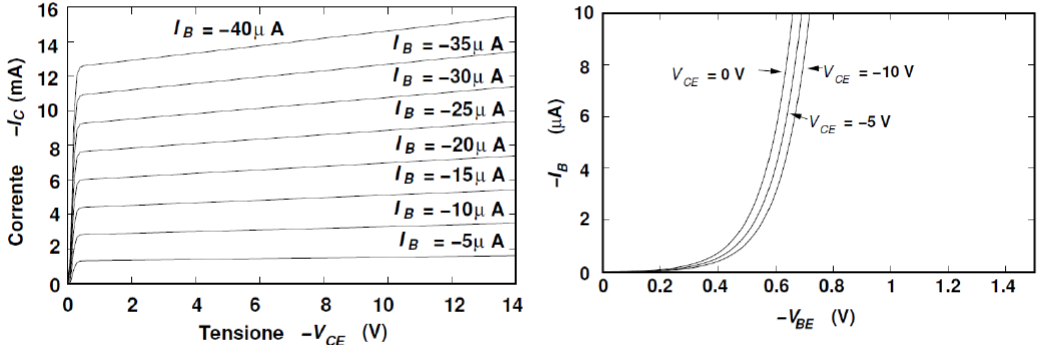 16
14
12
10
8
6
4
2
0
0 2 4 6 8 10 12 14
Corrente -I_C (mA)
Tensione -V_CE (V)
I_B = -40μ A
I_B = -35μ A
I_B = -30μ A
I_B = -25μ A
I_B = -20μ A
I_B = -15μ A
I_B = -10μ A
I_B = -5μ A
10
8
6
4
2
0
0 0.2 0.4 0.6 0.8 1 1.2 1.4
-I_B (μA)
-V_BE (V)
V_CE = 0 V
V_CE = -10 V
V_CE = -5 V